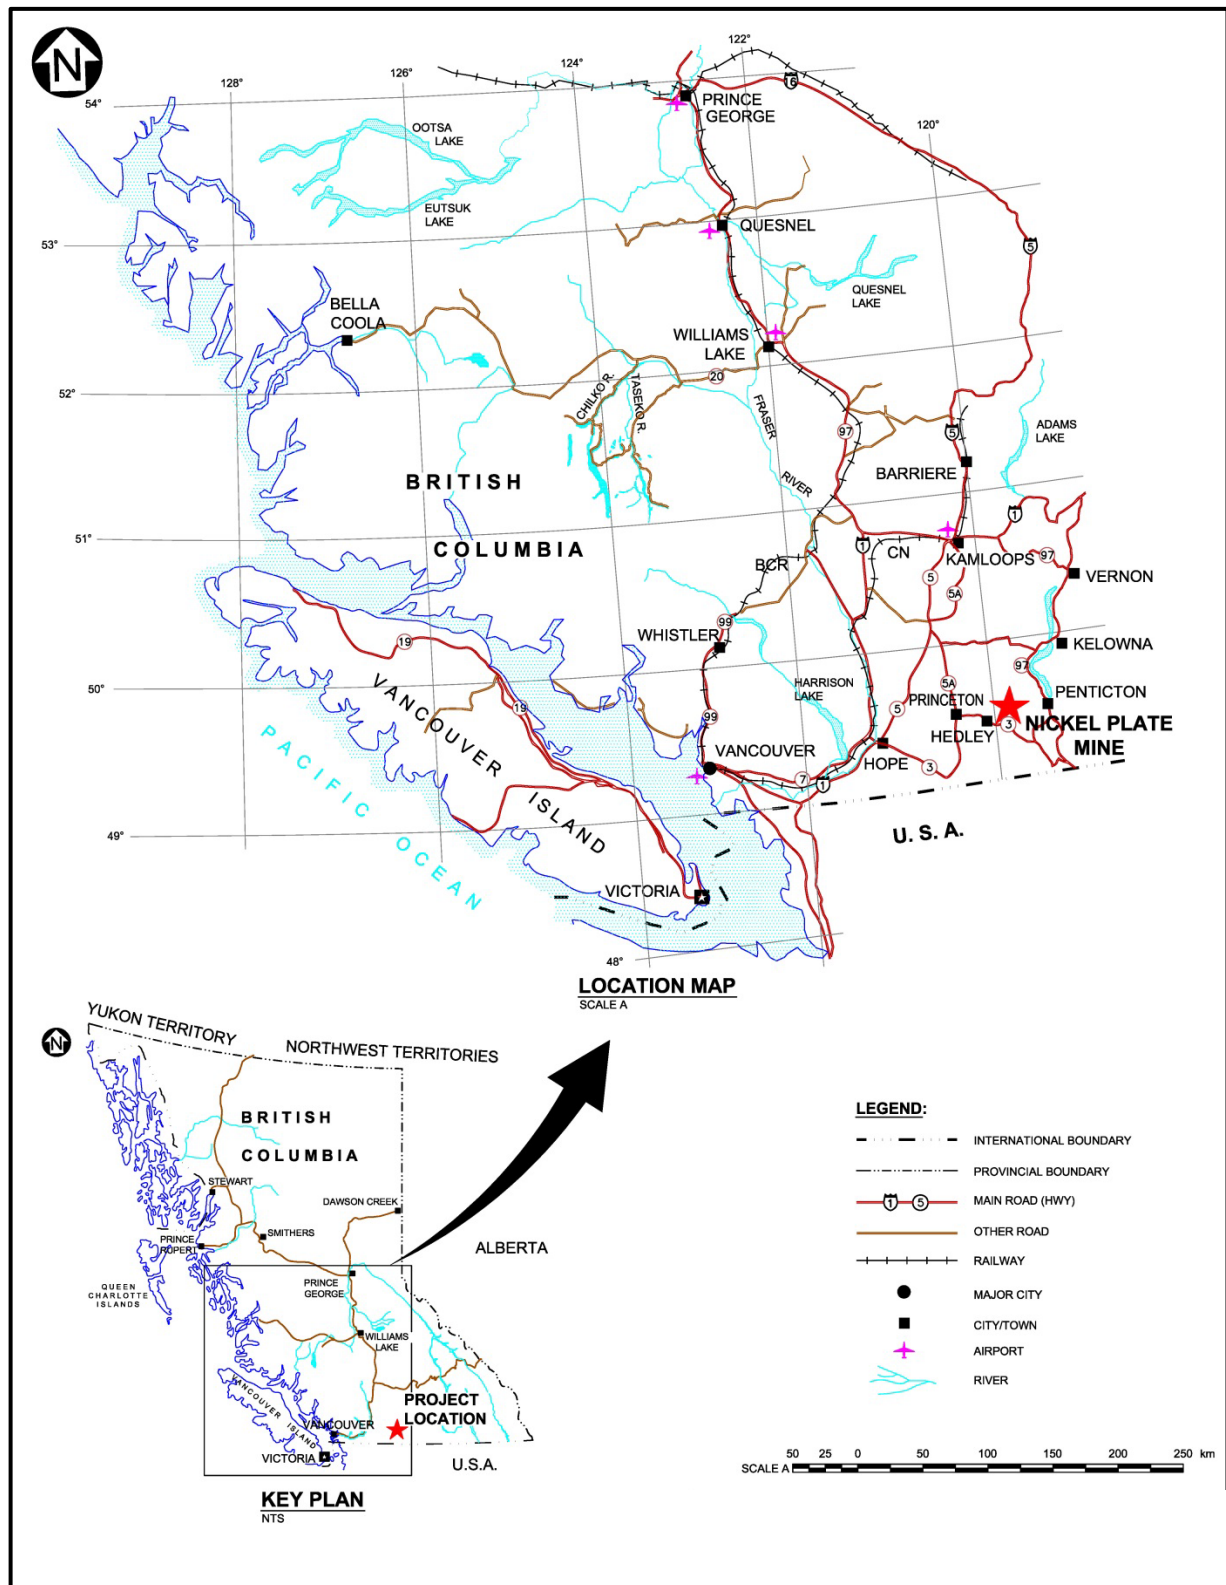 N
128°
126°
124°
122°
120°
54°
53°
52°
51°
50°
49°
48°
16
PRINCE
GEORGE
OOTSA
LAKE
EUTSUK
LAKE
QUESNEL
5
QUESNEL
LAKE
BELLA
COOLA
WILLIAMS
LAKE
20
CHILKO R.
TASEKO R.
FRASER
RIVER
97
5
ADAMS
LAKE
BARRIERE
BRITISH
COLUMBIA
1
1
BCR
CN
KAMLOOPS
97
VERNON
5
5A
99
WHISTLER
19
KELOWNA
97
HARRISON
LAKE
5A
PRINCETON
PENTICTON
5
19
99
HEDLEY
3
NICKEL PLATE
MINE
VANCOUVER
HOPE
3
7
1
VANCOUVER
ISLAND
PACIFIC OCEAN
U. S. A.
VICTORIA
LOCATION MAP
SCALE A
N
YUKON TERRITORY
NORTHWEST TERRITORIES
BRITISH
COLUMBIA
STEWART
DAWSON CREEK
SMITHERS
PRINCE
RUPERT
ALBERTA
QUEEN
CHARLOTTE
ISLANDS
PRINCE
GEORGE
WILLIAMS
LAKE
VANCOUVER ISLAND
PROJECT
LOCATION
VANCOUVER
VICTORIA
U.S.A.
KEY PLAN
NTS
LEGEND:
INTERNATIONAL BOUNDARY
PROVINCIAL BOUNDARY
1 5 MAIN ROAD (HWY)
OTHER ROAD
RAILWAY
MAJOR CITY
CITY/TOWN
AIRPORT
RIVER
50 25 0 50 100 150 200 250 km
SCALE A